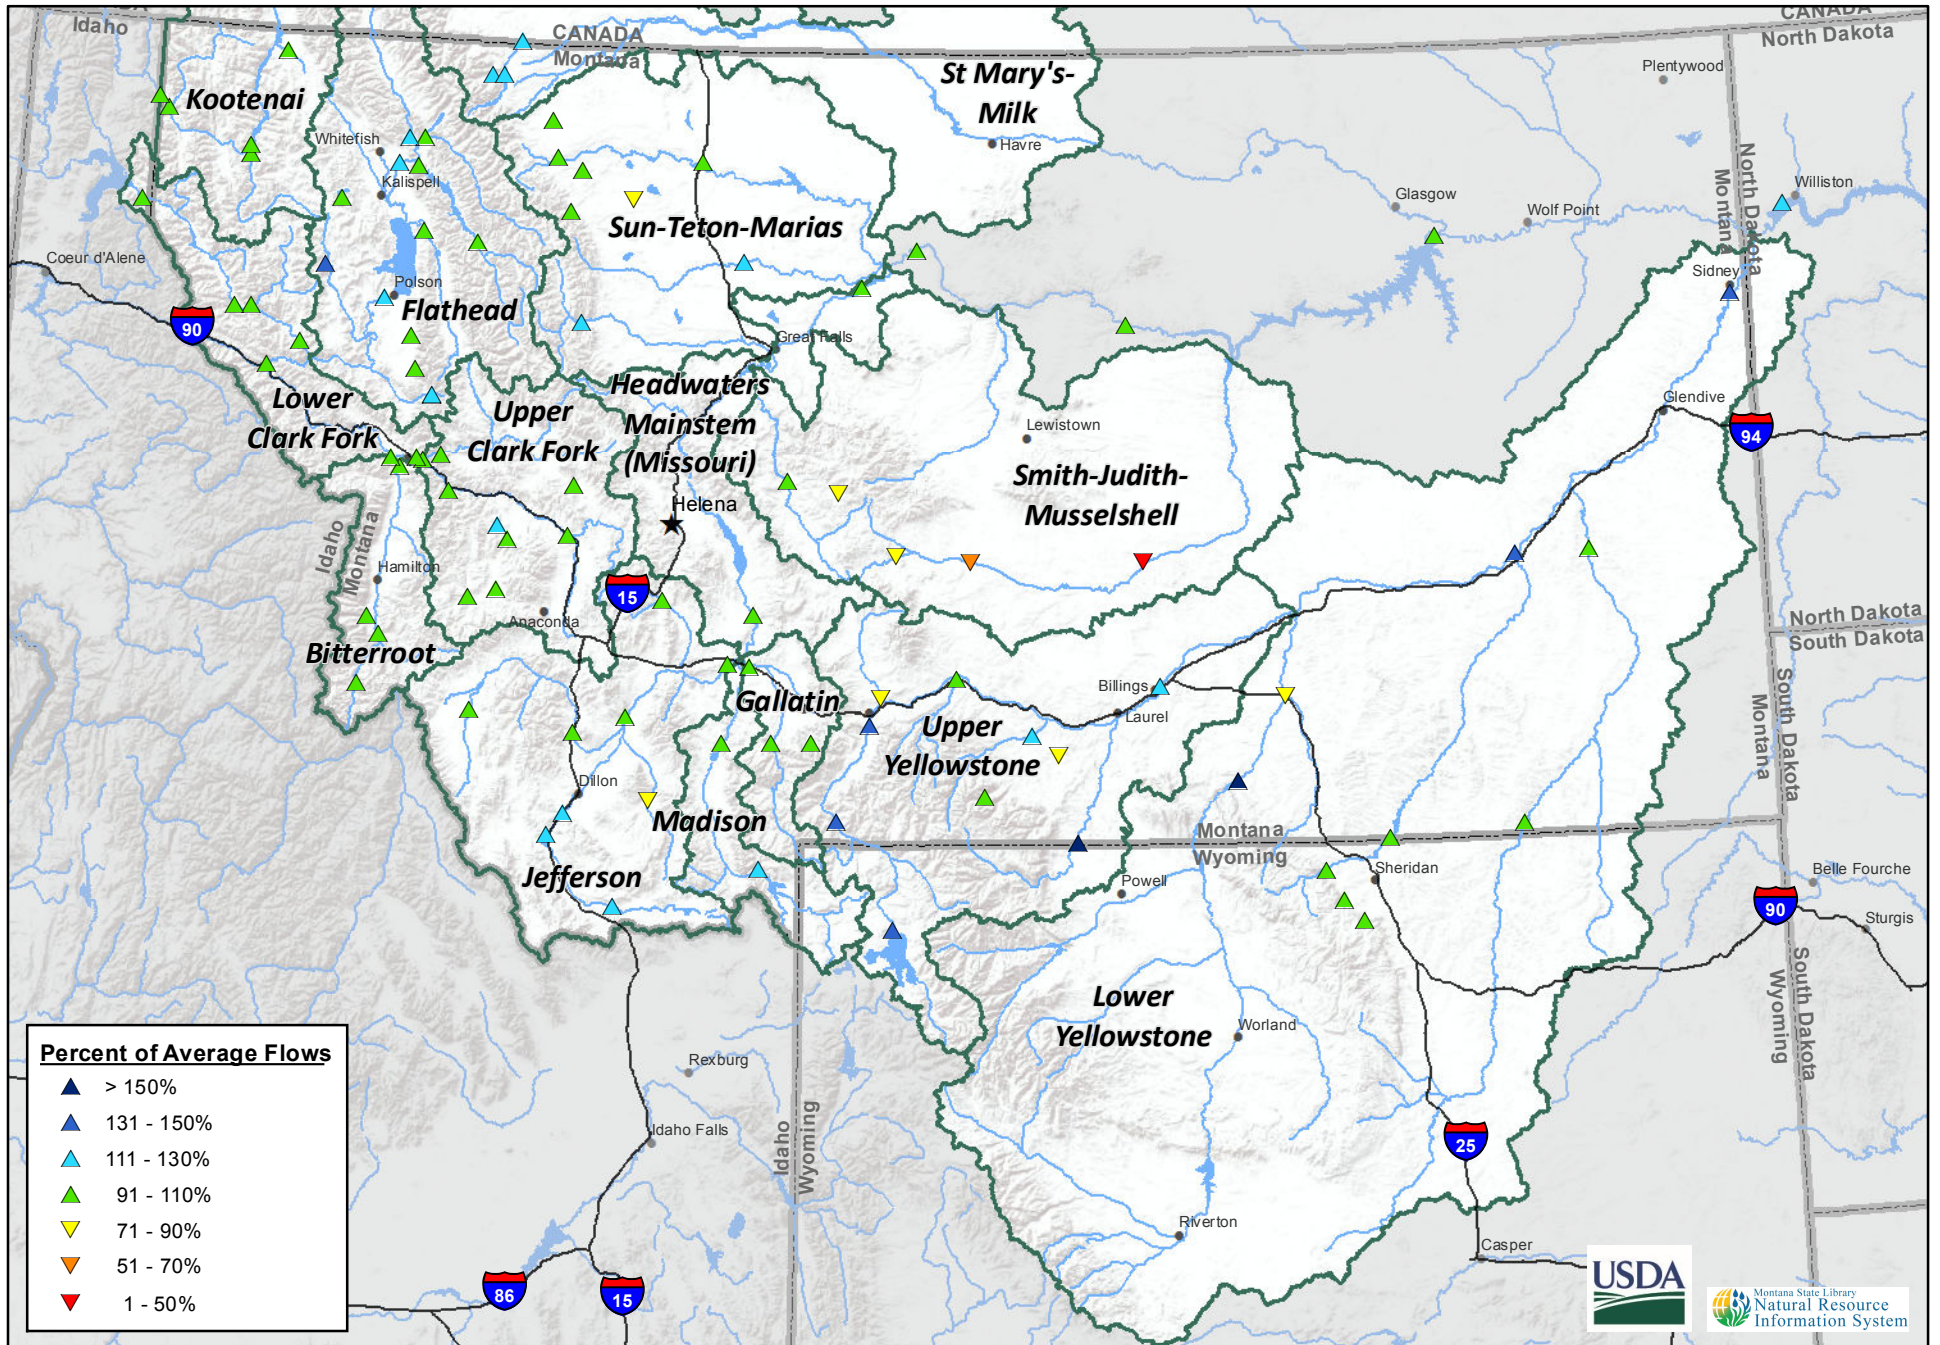 CANADA
Idaho
CANADA
Montana
CANADA
North Dakota
St Mary's-
Milk
Plentywood
Kootenai
Whitefish
Havre
Kalispell
Glasgow
Wolf Point
Montana
North Dakota
Williston
Sun-Teton-Marias
Coeur d'Alene
Polson
Sidney
Flathead
90
Great Falls
Headwaters
Mainstem
(Missouri)
Lower
Clark Fork
Upper
Clark Fork
Glendive
94
Lewistown
Smith-Judith-
Musselshell
Helena
Idaho
Montana
Hamilton
15
Anaconda
Bitterroot
North Dakota
South Dakota
Montana
South Dakota
Gallatin
Billings
Laurel
Upper
Yellowstone
Dillon
Madison
Montana
Wyoming
Jefferson
Powell
Sheridan
Belle Fourche
90
Sturgis
Lower
Yellowstone
Worland
Wyoming
South Dakota
Percent of Average Flows
> 150%
131 - 150%
111 - 130%
91 - 110%
71 - 90%
51 - 70%
1 - 50%
Rexburg
Idaho Falls
Idaho
Wyoming
25
Riverton
Casper
86
15
USDA
Montana State Library
Natural Resource
Information System